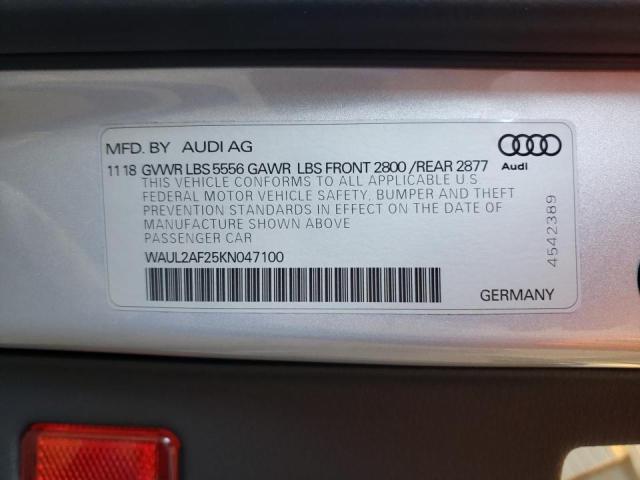 MFD. BY AUDI AG
11 18 GVWR LBS 5556 GAWR LBS FRONT 2800 /REAR 2877
THIS VEHICLE CONFORMS TO ALL APPLICABLE U.S
FEDERAL MOTOR VEHICLE SAFETY, BUMPER AND THEFT
PREVENTION STANDARDS IN EFFECT ON THE DATE OF
MANUFACTURE SHOWN ABOVE
PASSENGER CAR
WAUL2AF25KN047100
GERMANY
Audi
4542389